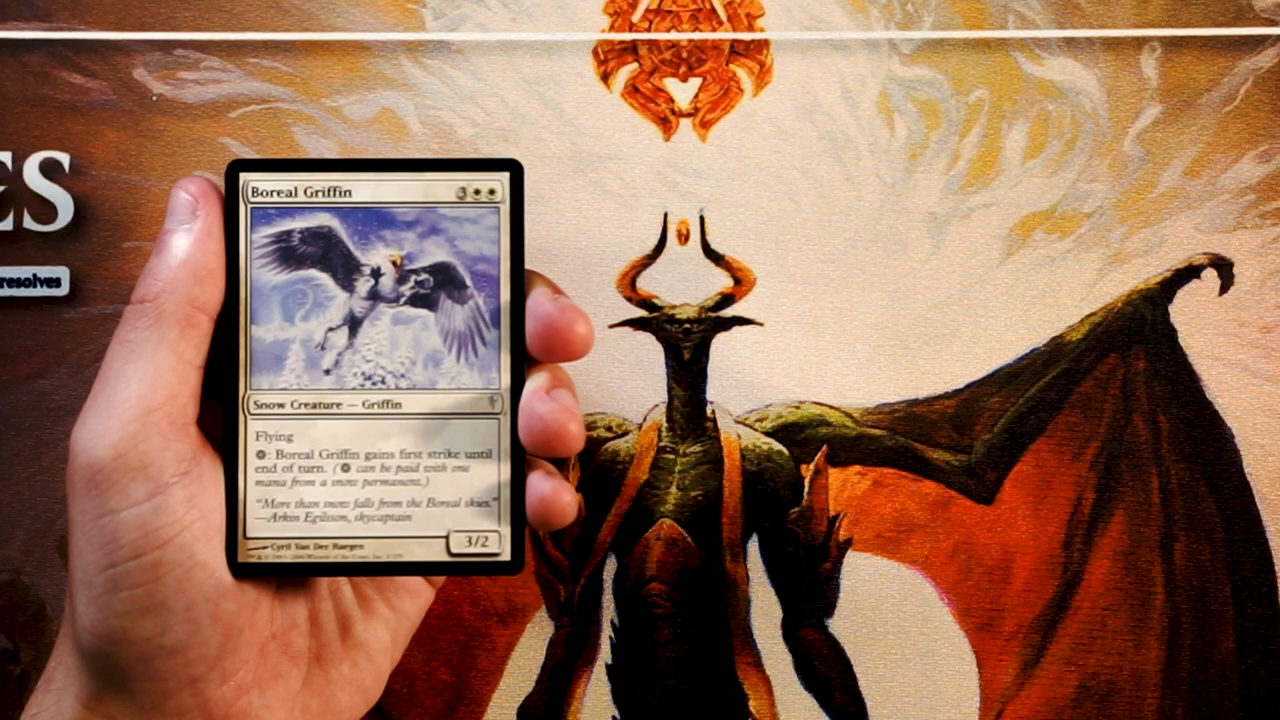 ES
resolves
Boreal Griffin 3
Snow Creature — Griffin
Flying
: Boreal Griffin gains first strike until
end of turn. ( can be paid with one
mana from a snow permanent.)
"More than snow falls from the Boreal skies."
—Arkin Egilsson, skycaptain
3/2
Cyril Van Der Haegen